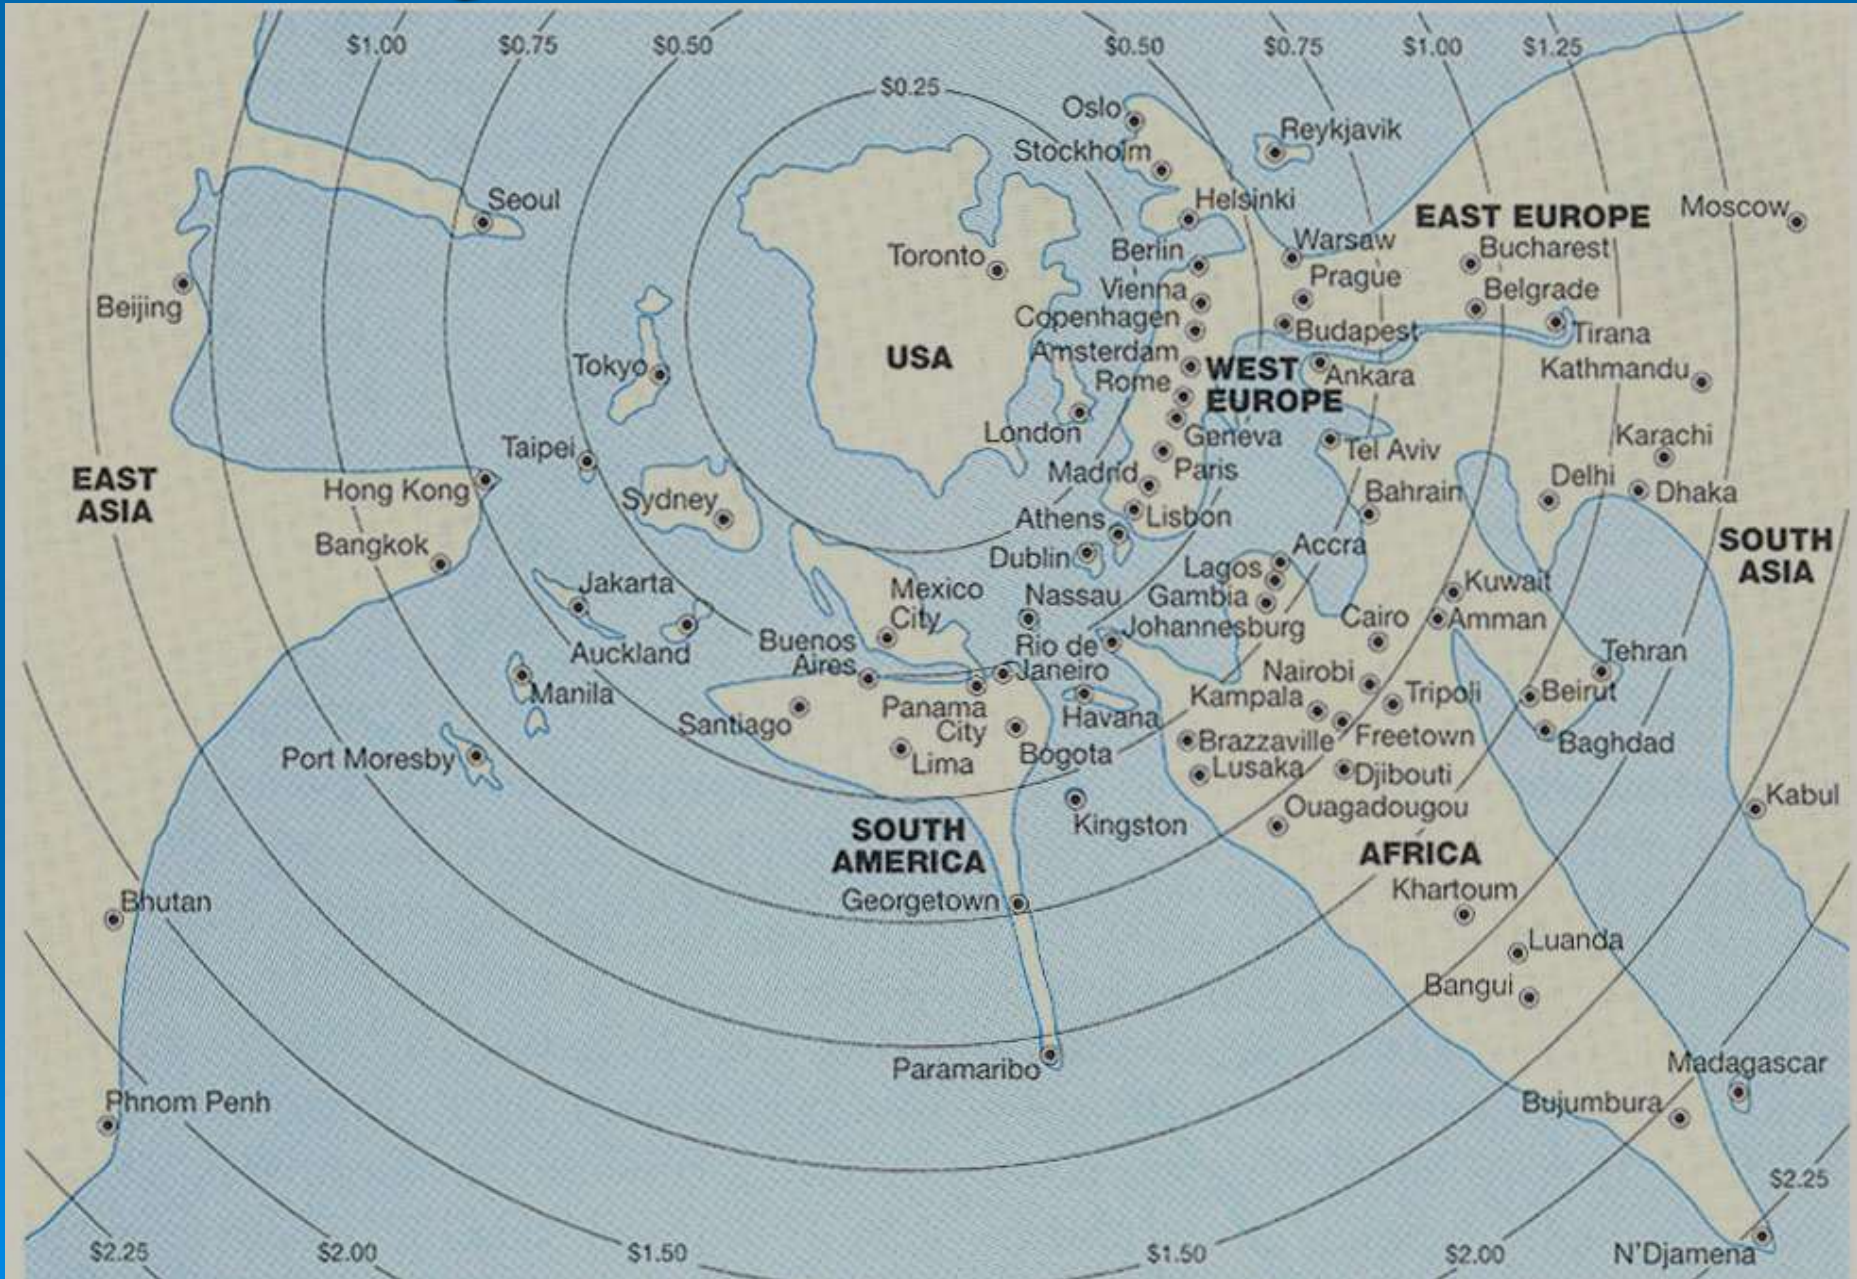 $1.00
$0.75
$0.50
$0.50
$0.75
$1.00
$1.25
$0.25
Oslo
Reykjavik
Stockholm
Seoul
Helsinki
EAST EUROPE
Moscow
Toronto
Berlin
Warsaw
Bucharest
Prague
Beijing
Vienna
Belgrade
Copenhagen
Budapest
Tirana
USA
Amsterdam
WEST
EUROPE
Tokyo
Rome
Ankara
Kathmandu
London
Geneva
Karachi
Taipei
Tel Aviv
Madrid
Paris
EAST
ASIA
Hong Kong
Sydney
Bahrain
Delhi
Dhaka
Athens
Lisbon
Bangkok
Dublin
Accra
SOUTH
ASIA
Jakarta
Mexico
City
Nassau
Lagos
Gambia
Kuwait
Cairo
Amman
Auckland
Buenos
Aires
Rio de
Janeiro
Johannesburg
Tehran
Manila
Nairobi
Kampala
Tripoli
Beirut
Santiago
Panama
City
Havana
Port Moresby
Lima
Bogota
Brazzaville
Freetown
Baghdad
Lusaka
Djibouti
Kabul
Kingston
Ouagadougou
SOUTH
AMERICA
AFRICA
Bhutan
Georgetown
Khartoum
Luanda
Bangui
Paramaribo
Madagascar
Phnom Penh
Bujumbura
$2.25
$2.25
$2.00
$1.50
$1.50
$2.00
N'Djamena